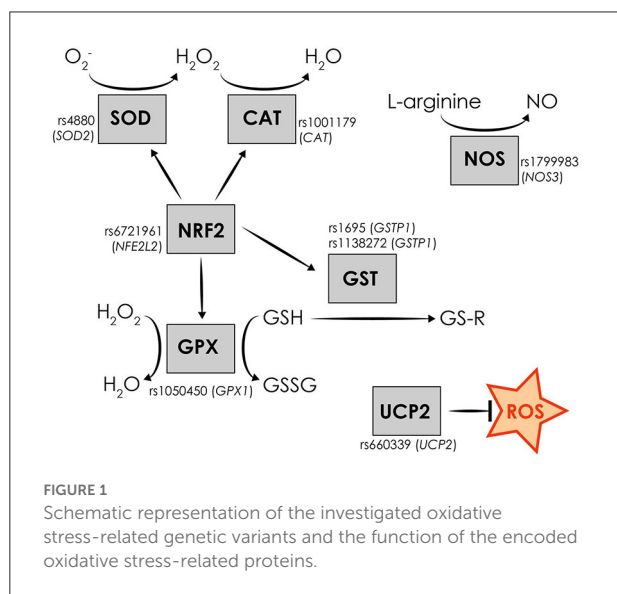 O₂⁻ H₂O₂ H₂O
rs4880
(SOD2)
SOD
CAT
rs1001179
(CAT)
L-arginine NO
NOS
rs1799983
(NOS3)
rs6721961
(NFE2L2)
NRF2
rs1695 (GSTP1)
rs1138272 (GSTP1)
GST
H₂O₂
GPX
H₂O
rs1050450 (GPX1)
GSH GS-R
GSSG
UCP2
ROS
rs660339 (UCP2)
FIGURE 1
Schematic representation of the investigated oxidative
stress-related genetic variants and the function of the encoded
oxidative stress-related proteins.